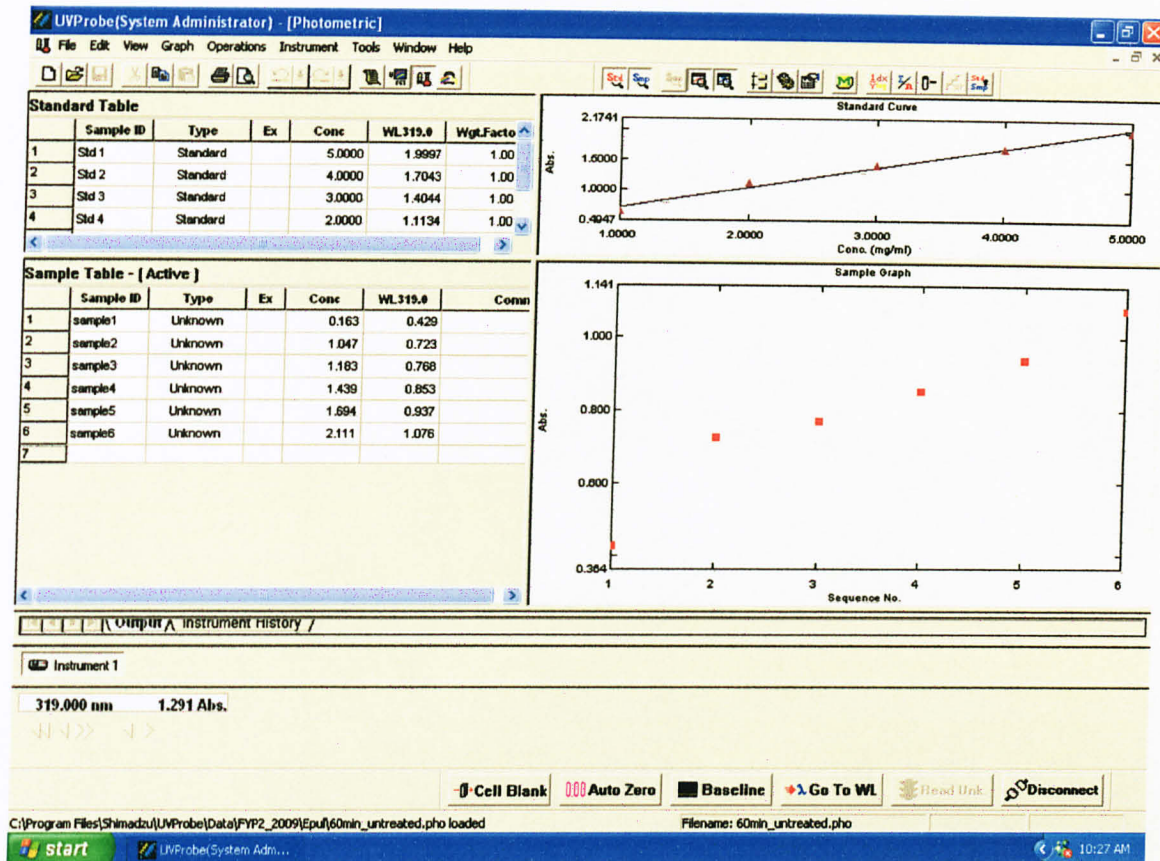 UVProbe(System Administrator) - [Photometric]
File Edit View Graph Operations Instrument Tools Window Help
Standard Table
Sample ID Type Ex Conc WL319.0 Wgt.Facto
1 Std 1 Standard 5.0000 1.9997 1.00
2 Std 2 Standard 4.0000 1.7043 1.00
3 Std 3 Standard 3.0000 1.4044 1.00
4 Std 4 Standard 2.0000 1.1134 1.00
Standard Curve
Abs.
2.1741
1.5000
1.0000
0.4947
1.0000 2.0000 3.0000 4.0000 5.0000
Conc. (mg/ml)
Sample Table - [ Active ]
Sample ID Type Ex Conc WL319.0 Comm
1 sample1 Unknown 0.163 0.429
2 sample2 Unknown 1.047 0.723
3 sample3 Unknown 1.183 0.768
4 sample4 Unknown 1.439 0.853
5 sample5 Unknown 1.694 0.937
6 sample6 Unknown 2.111 1.076
7
Sample Graph
Abs.
1.141
1.000
0.800
0.600
0.364
1 2 3 4 5 6
Sequence No.
Output Instrument History
Instrument 1
319.000 nm 1.291 Abs.
Cell Blank 0.00 Auto Zero Baseline λ Go To WL Read Unk. Disconnect
C:\Program Files\Shimadzu\UVProbe\Data\FYP2_2009\Epul\60min_untreated.pho loaded Filename: 60min_untreated.pho
start UVProbe(System Adm... 10:27 AM